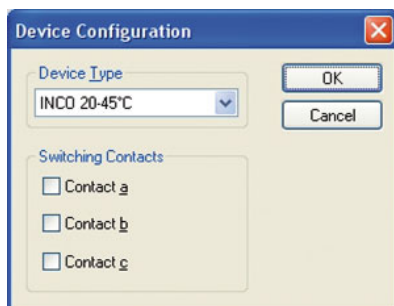 Device Configuration
Device Type
INCO 20-45°C
OK
Cancel
Switching Contacts
Contact a
Contact b
Contact c